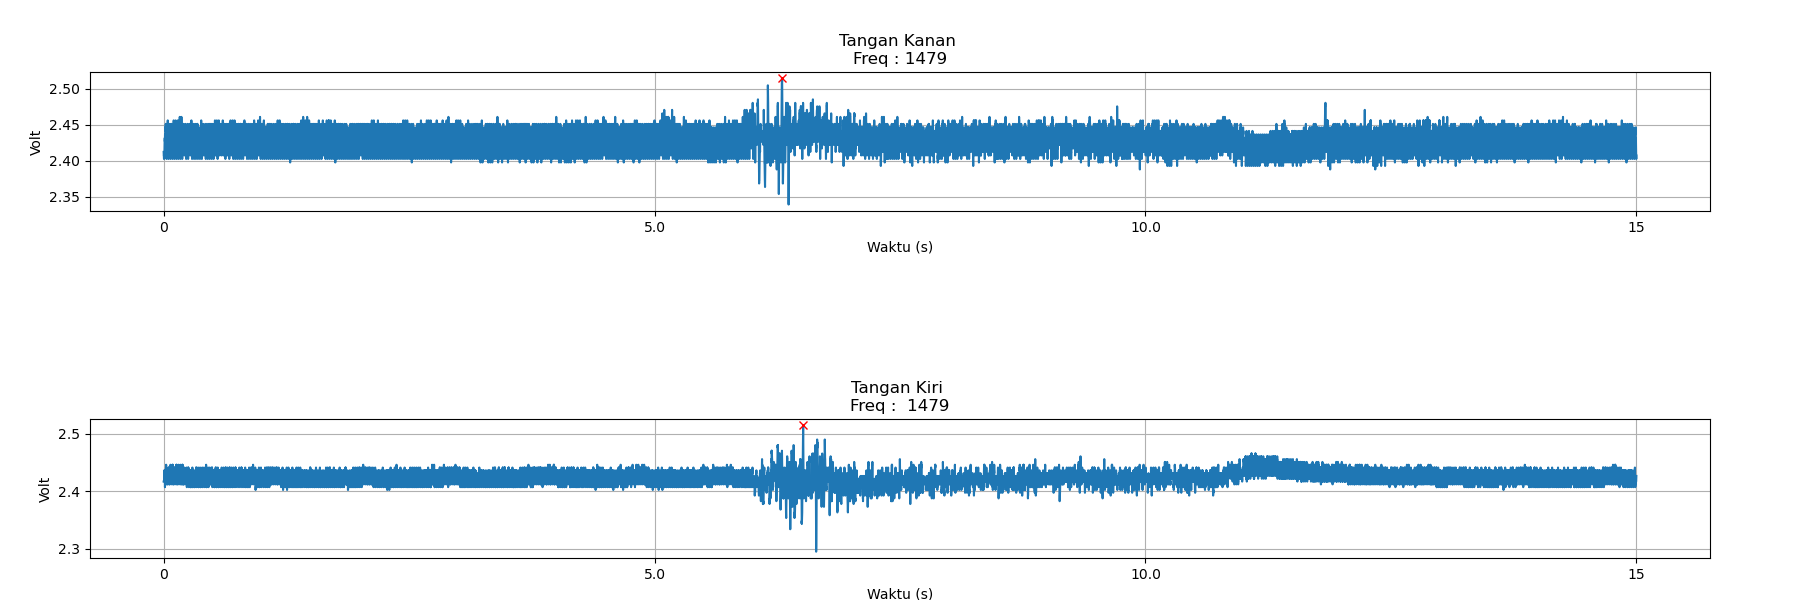 Tangan Kanan
Freq : 1479
2.50
2.45
2.40
2.35
Volt
0 5.0 10.0 15
Waktu (s)
Tangan Kiri
Freq :  1479
2.5
2.4
2.3
Volt
0 5.0 10.0 15
Waktu (s)